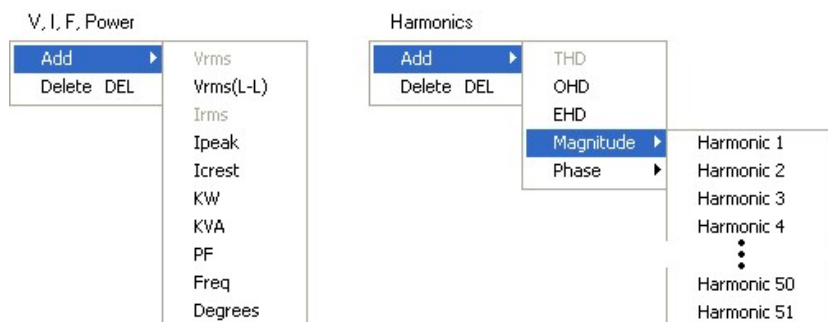 V, I, F, Power
Add
Delete DEL
Vrms
Vrms(L-L)
Irms
Ipeak
Icrest
KW
KVA
PF
Freq
Degrees
Harmonics
Add
Delete DEL
THD
OHD
EHD
Magnitude
Phase
Harmonic 1
Harmonic 2
Harmonic 3
Harmonic 4
Harmonic 50
Harmonic 51